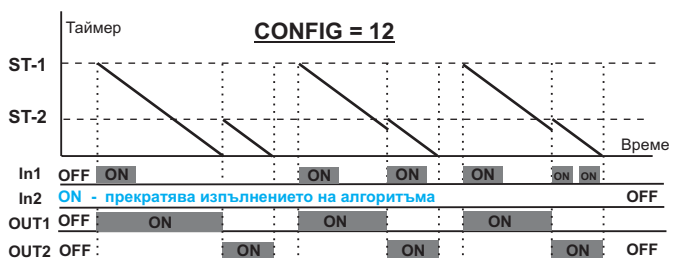 Таймер
CONFIG = 12
ST-1
ST-2
Време
In1 OFF ON ON ON ON ON ON
In2 ON - прекратява изпълнението на алгоритъма OFF
OUT1 OFF ON ON ON
OUT2 OFF ON ON ON OFF